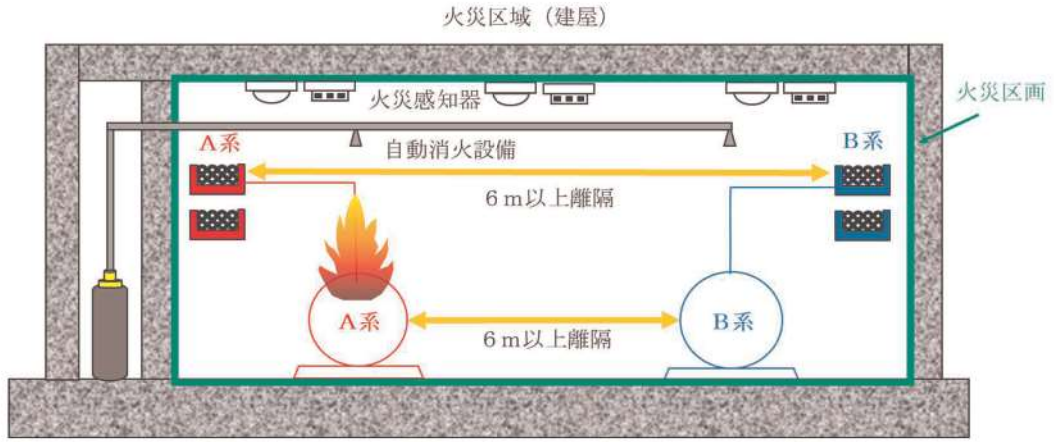 火災区域（建屋）
火災感知器
火災区画
A系
自動消火設備
B系
6m以上離隔
A系
B系
6m以上離隔